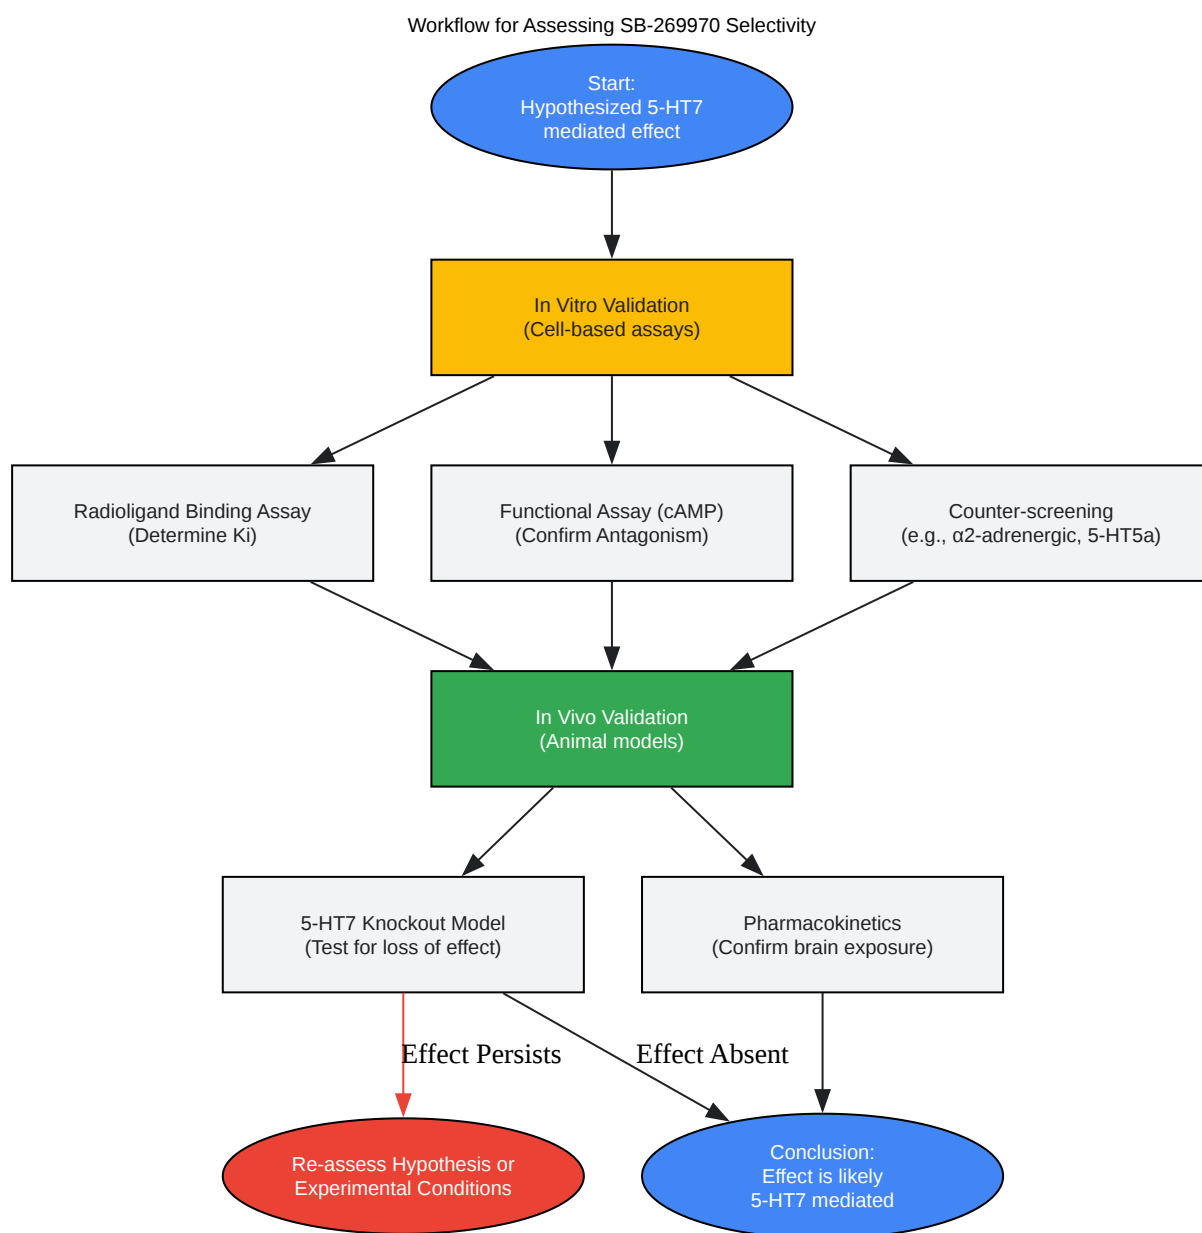 Workflow for Assessing SB-269970 Selectivity
Start:
Hypothesized 5-HT7
mediated effect
In Vitro Validation
(Cell-based assays)
Radioligand Binding Assay
(Determine Ki)
Functional Assay (cAMP)
(Confirm Antagonism)
Counter-screening
(e.g., α2-adrenergic, 5-HT5a)
In Vivo Validation
(Animal models)
5-HT7 Knockout Model
(Test for loss of effect)
Pharmacokinetics
(Confirm brain exposure)
Effect Persists
Effect Absent
Re-assess Hypothesis or
Experimental Conditions
Conclusion:
Effect is likely
5-HT7 mediated